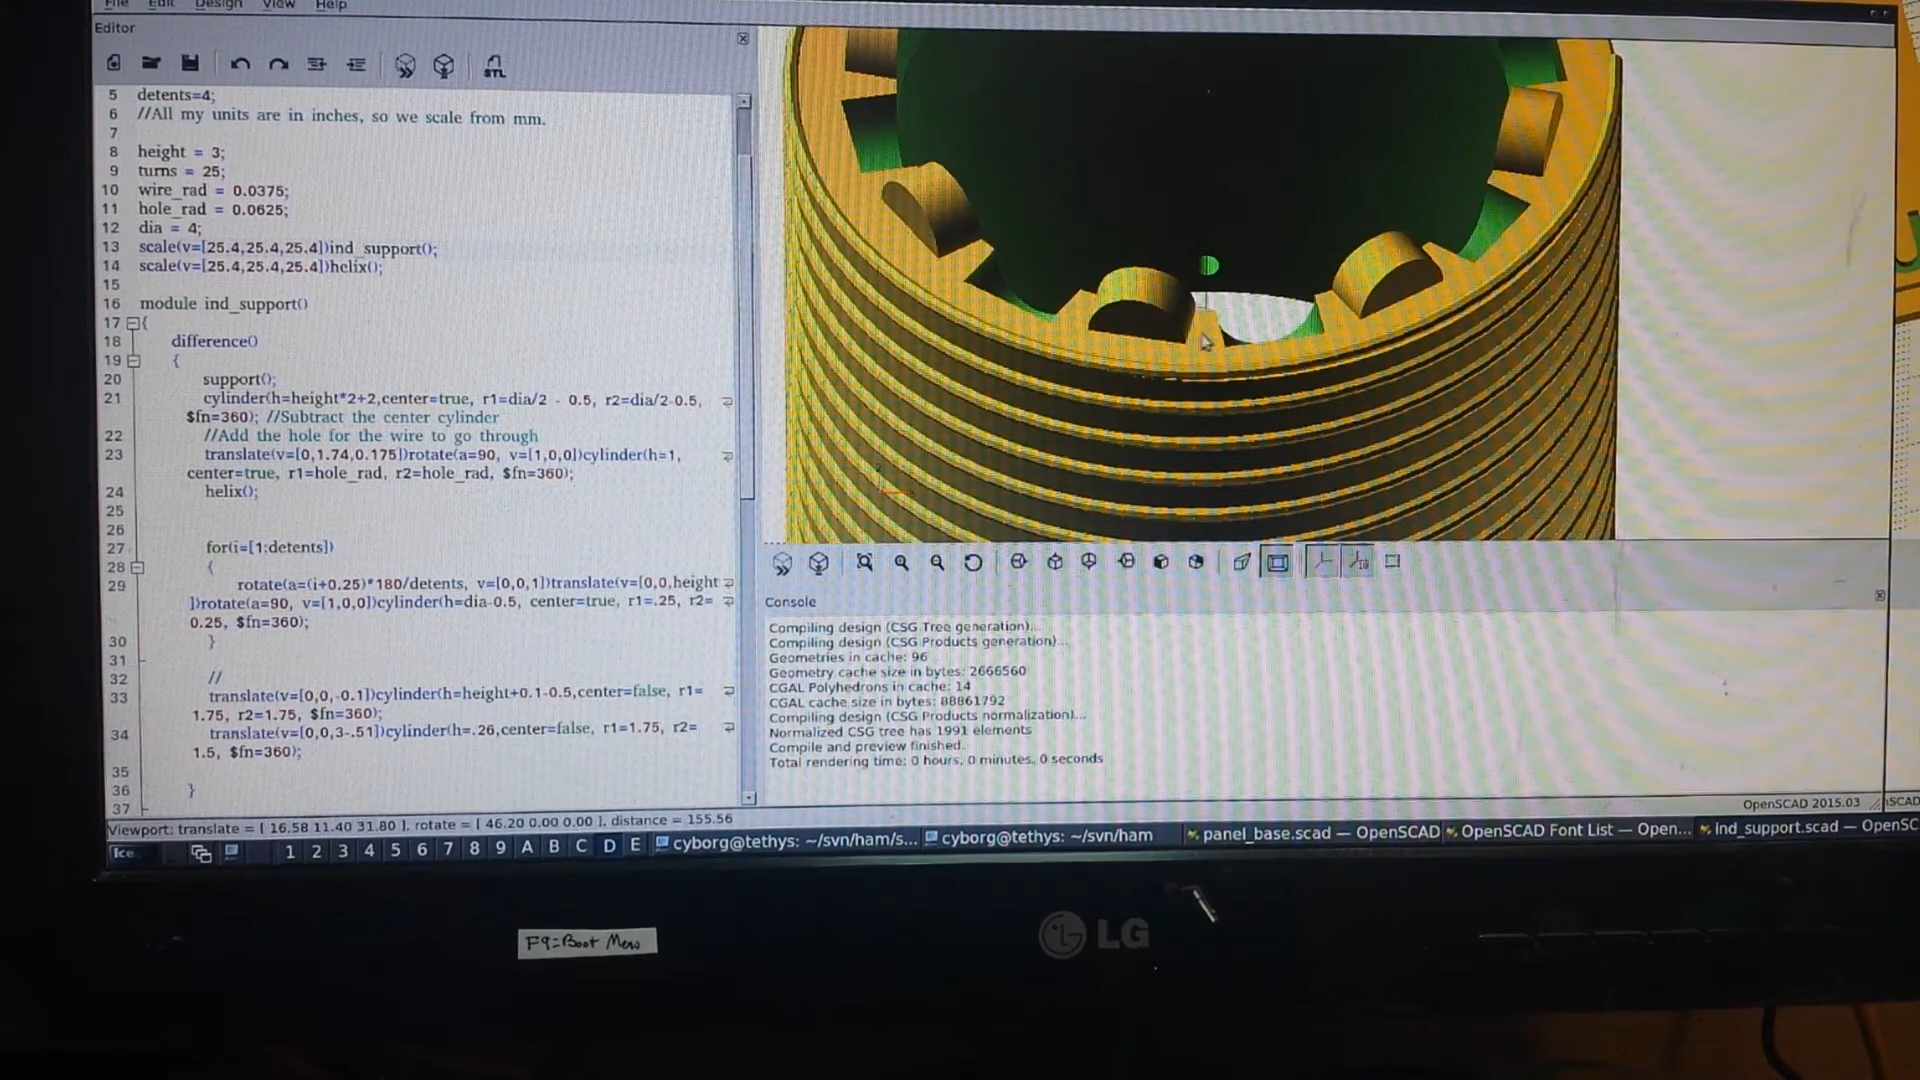 File Edit Design View Help
Editor
STL
5 detents=4;
6 //All my units are in inches, so we scale from mm.
7
8 height = 3;
9 turns = 25;
10 wire_rad = 0.0375;
11 hole_rad = 0.0625;
12 dia = 4;
13 scale(v=[25.4,25.4,25.4])ind_support();
14 scale(v=[25.4,25.4,25.4])helix();
15
16 module ind_support()
17 {
18 difference()
19 {
20 support();
21 cylinder(h=height*2+2,center=true, r1=dia/2 - 0.5, r2=dia/2-0.5,
$fn=360); //Subtract the center cylinder
22 //Add the hole for the wire to go through
23 translate(v=[0,1.74,0.175])rotate(a=90, v=[1,0,0])cylinder(h=1,
center=true, r1=hole_rad, r2=hole_rad, $fn=360);
24 helix();
25
26
27 for(i=[1:detents])
28 {
29 rotate(a=(i+0.25)*180/detents, v=[0,0,1])translate(v=[0,0,height
])rotate(a=90, v=[1,0,0])cylinder(h=dia-0.5, center=true, r1=.25, r2=
0.25, $fn=360);
30 }
31
32 //
33 translate(v=[0,0,-0.1])cylinder(h=height+0.1-0.5,center=false, r1=
1.75, r2=1.75, $fn=360);
34 translate(v=[0,0,3-.51])cylinder(h=.26,center=false, r1=1.75, r2=
1.5, $fn=360);
35
36 }
37
Console
Compiling design (CSG Tree generation)...
Compiling design (CSG Products generation)...
Geometries in cache: 96
Geometry cache size in bytes: 2666560
CGAL Polyhedrons in cache: 14
CGAL cache size in bytes: 88861792
Compiling design (CSG Products normalization)...
Normalized CSG tree has 1991 elements
Compile and preview finished.
Total rendering time: 0 hours, 0 minutes, 0 seconds
Viewport: translate = [ 16.58 11.40 31.80 ], rotate = [ 46.20 0.00 0.00 ], distance = 155.56
OpenSCAD 2015.03
Ice 1 2 3 4 5 6 7 8 9 A B C D E cyborg@tethys: ~/svn/ham/s... cyborg@tethys: ~/svn/ham panel_base.scad — OpenSCAD OpenSCAD Font List — Open... ind_support.scad — OpenSC
F9=Boot Menu
LG